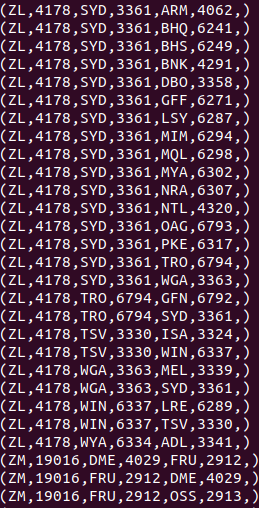 (ZL,4178,SYD,3361,ARM,4062,)
(ZL,4178,SYD,3361,BHQ,6241,)
(ZL,4178,SYD,3361,BHS,6249,)
(ZL,4178,SYD,3361,BNK,4291,)
(ZL,4178,SYD,3361,DBO,3358,)
(ZL,4178,SYD,3361,GFF,6271,)
(ZL,4178,SYD,3361,LSY,6287,)
(ZL,4178,SYD,3361,MIM,6294,)
(ZL,4178,SYD,3361,MQL,6298,)
(ZL,4178,SYD,3361,MYA,6302,)
(ZL,4178,SYD,3361,NRA,6307,)
(ZL,4178,SYD,3361,NTL,4320,)
(ZL,4178,SYD,3361,OAG,6793,)
(ZL,4178,SYD,3361,PKE,6317,)
(ZL,4178,SYD,3361,TRO,6794,)
(ZL,4178,SYD,3361,WGA,3363,)
(ZL,4178,TRO,6794,GFN,6792,)
(ZL,4178,TRO,6794,SYD,3361,)
(ZL,4178,TSV,3330,ISA,3324,)
(ZL,4178,TSV,3330,WIN,6337,)
(ZL,4178,WGA,3363,MEL,3339,)
(ZL,4178,WGA,3363,SYD,3361,)
(ZL,4178,WIN,6337,LRE,6289,)
(ZL,4178,WIN,6337,TSV,3330,)
(ZL,4178,WYA,6334,ADL,3341,)
(ZM,19016,DME,4029,FRU,2912,)
(ZM,19016,FRU,2912,DME,4029,)
(ZM,19016,FRU,2912,OSS,2913,)